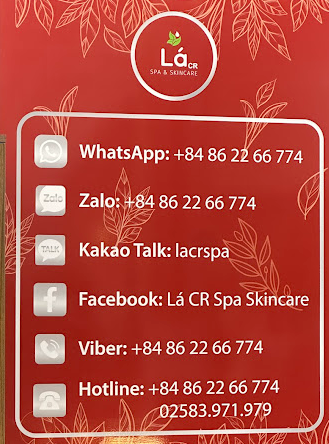 Lá CR
SPA & SKINCARE
WhatsApp: +84 86 22 66 774
Zalo
Zalo: +84 86 22 66 774
TALK
Kakao Talk: lacrspa
f
Facebook: Lá CR Spa Skincare
Viber: +84 86 22 66 774
Hotline: +84 86 22 66 774
02583.971.979